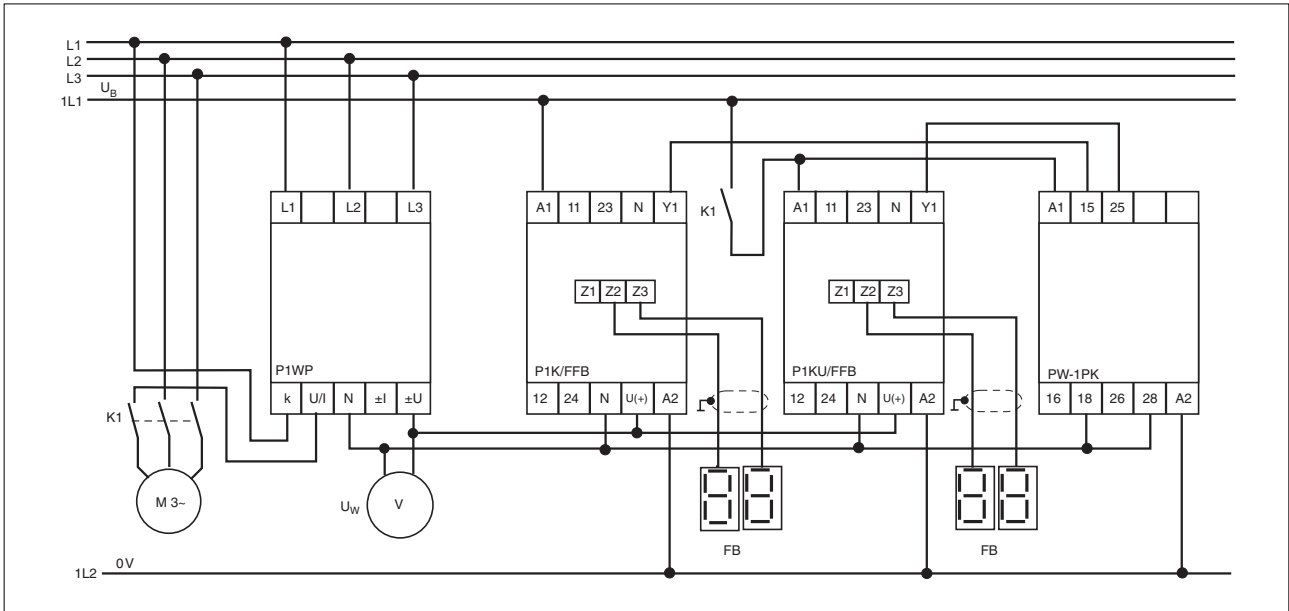 L1
L2
L3
U_B
1L1
L1 L2 L3
A1 11 23 N Y1
K1
A1 11 23 N Y1
A1 15 25
Z1 Z2 Z3
Z1 Z2 Z3
P1WP
P1K/FFB
P1KU/FFB
PW-1PK
k U/I N ±I ±U
12 24 N U(+) A2
12 24 N U(+) A2
16 18 26 28 A2
K1
M 3~
U_W
V
FB
FB
0V
1L2